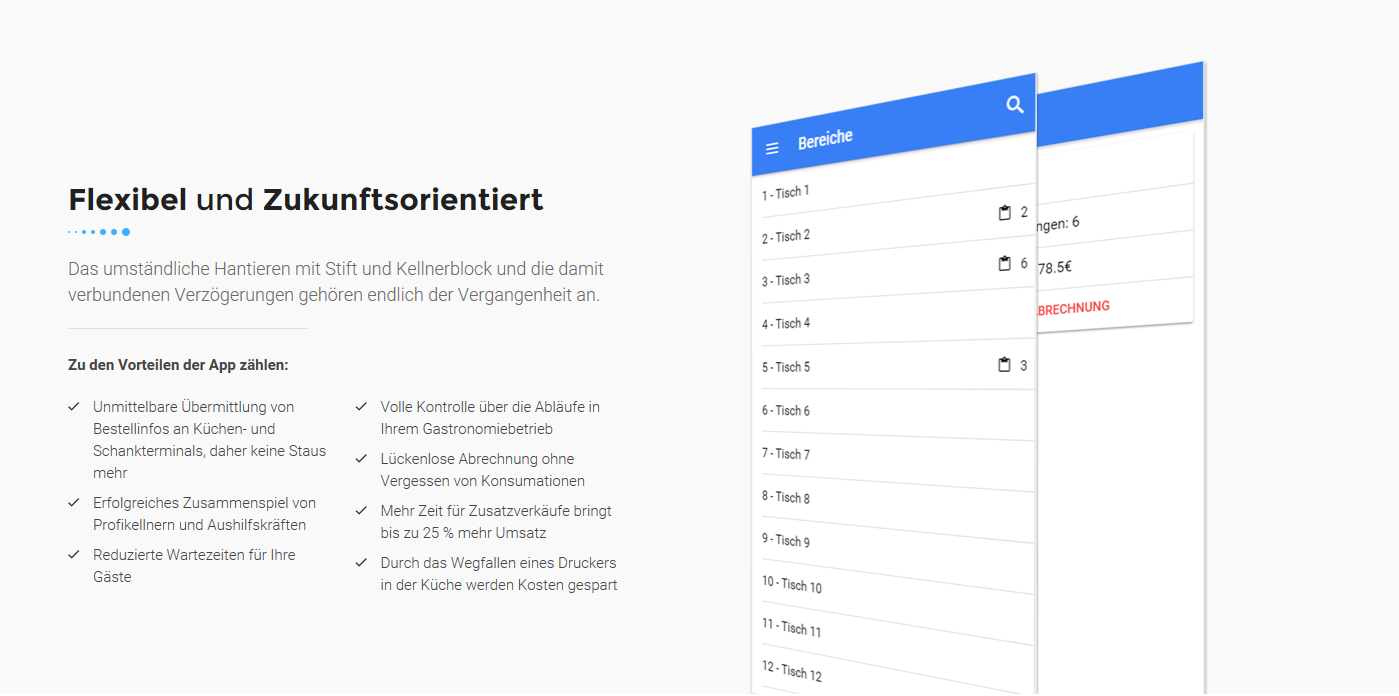 Flexibel und Zukunftsorientiert
Das umständliche Hantieren mit Stift und Kellnerblock und die damit
verbundenen Verzögerungen gehören endlich der Vergangenheit an.
Zu den Vorteilen der App zählen:
Unmittelbare Übermittlung von
Bestellinfos an Küchen- und
Schankterminals, daher keine Staus
mehr
Erfolgreiches Zusammenspiel von
Profikellnern und Aushilfskräften
Reduzierte Wartezeiten für Ihre
Gäste
Volle Kontrolle über die Abläufe in
Ihrem Gastronomiebetrieb
Lückenlose Abrechnung ohne
Vergessen von Konsumationen
Mehr Zeit für Zusatzverkäufe bringt
bis zu 25 % mehr Umsatz
Durch das Wegfallen eines Druckers
in der Küche werden Kosten gespart
Bereiche
1 - Tisch 1
2 - Tisch 2 2
3 - Tisch 3 6
4 - Tisch 4
5 - Tisch 5 3
6 - Tisch 6
7 - Tisch 7
8 - Tisch 8
9 - Tisch 9
10 - Tisch 10
11 - Tisch 11
12 - Tisch 12
ngen: 6
78.5€
BRECHNUNG